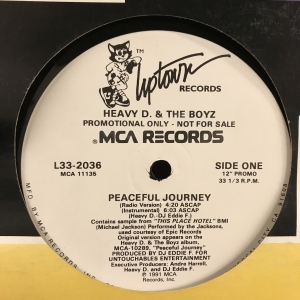 TM
Uptown
RECORDS
HEAVY D. & THE BOYZ
PROMOTIONAL ONLY - NOT FOR SALE
MCA RECORDS
L33-2036
MCA 11135
SIDE ONE
12" PROMO
33 1/3 R.P.M.
PEACEFUL JOURNEY
(Radio Version) 4:20 ASCAP
(Instrumental) 6:03 ASCAP
(Heavy D.-DJ Eddie F.)
Contains sample from "THIS PLACE HOTEL" BMI
(Michael Jackson) Performed by the Jacksons,
used courtesy of Epic Records
Original version appears on the
Heavy D. & The Boyz album,
MCA-10289, "Peaceful Journey"
PRODUCED BY DJ EDDIE F. FOR
UNTOUCHABLES ENTERTAINMENT
Executive Producers: Andre Harrell,
Heavy D. and DJ Eddie F.
℗ 1991 MCA
Records
MFD. BY MCA RECORDS, INC.